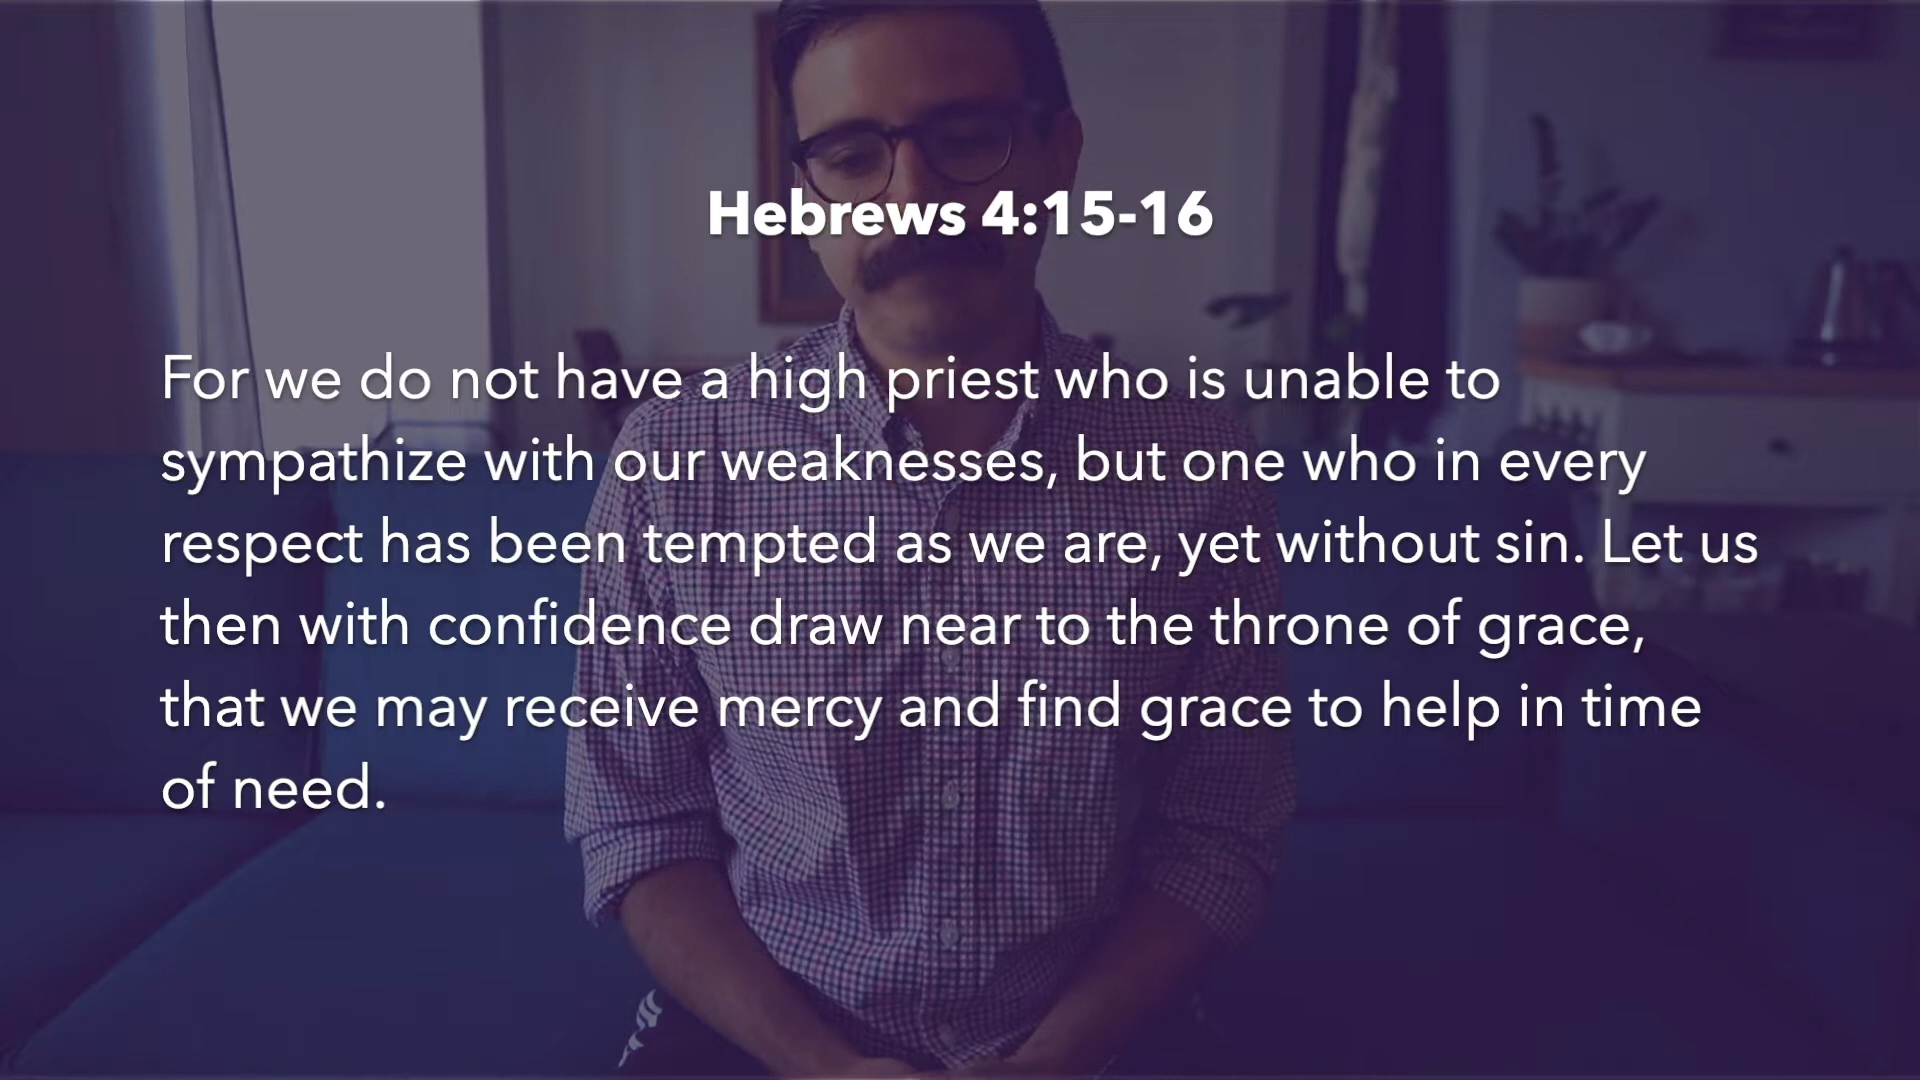 Hebrews 4:15-16
For we do not have a high priest who is unable to
sympathize with our weaknesses, but one who in every
respect has been tempted as we are, yet without sin. Let us
then with confidence draw near to the throne of grace,
that we may receive mercy and find grace to help in time
of need.